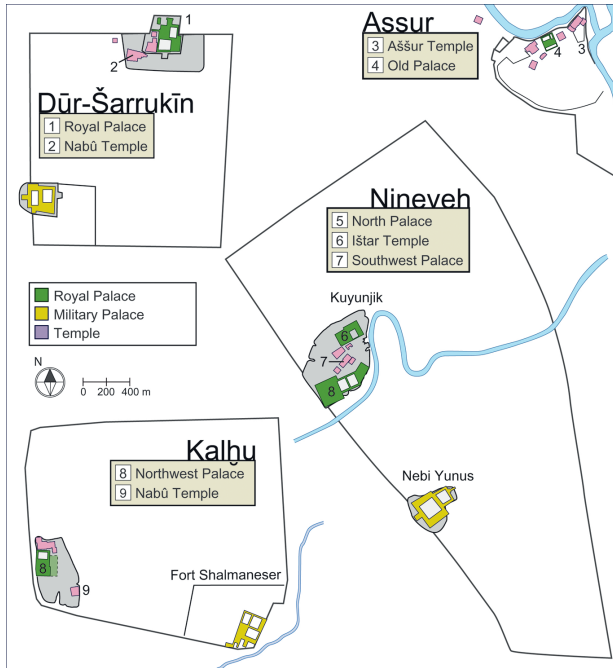 1
2
Dūr-Šarrukīn
1 Royal Palace
2 Nabû Temple
Assur
3 Aššur Temple
4 Old Palace
4
3
Nineveh
5 North Palace
6 Ištar Temple
7 Southwest Palace
Kuyunjik
6
7
8
Royal Palace
Military Palace
Temple
N
0 200 400 m
Kalḫu
8 Northwest Palace
9 Nabû Temple
Nebi Yunus
Fort Shalmaneser
8
9